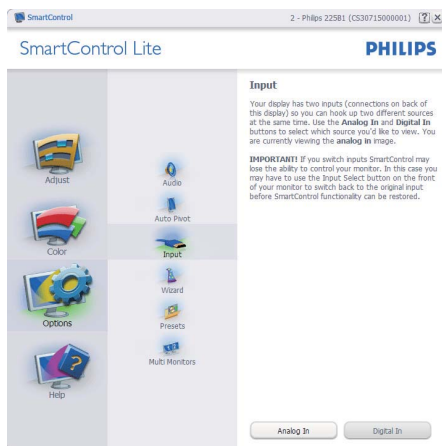 SmartControl
2 - Philips 225B1 (CS30715000001)
SmartControl Lite
PHILIPS
Adjust
Color
Options
Help
Audio
Auto Pivot
Input
Wizard
Presets
Multi Monitors
Input
Your display has two inputs (connections on back of
this display) so you can hook up two different sources
at the same time. Use the Analog In and Digital In
buttons to select which source you'd like to view. You
are currently viewing the analog in image.
IMPORTANT! If you switch inputs SmartControl may
lose the ability to control your monitor. In this case you
may have to use the Input Select button on the front
of your monitor to switch back to the original input
before SmartControl functionality can be restored.
Analog In
Digital In